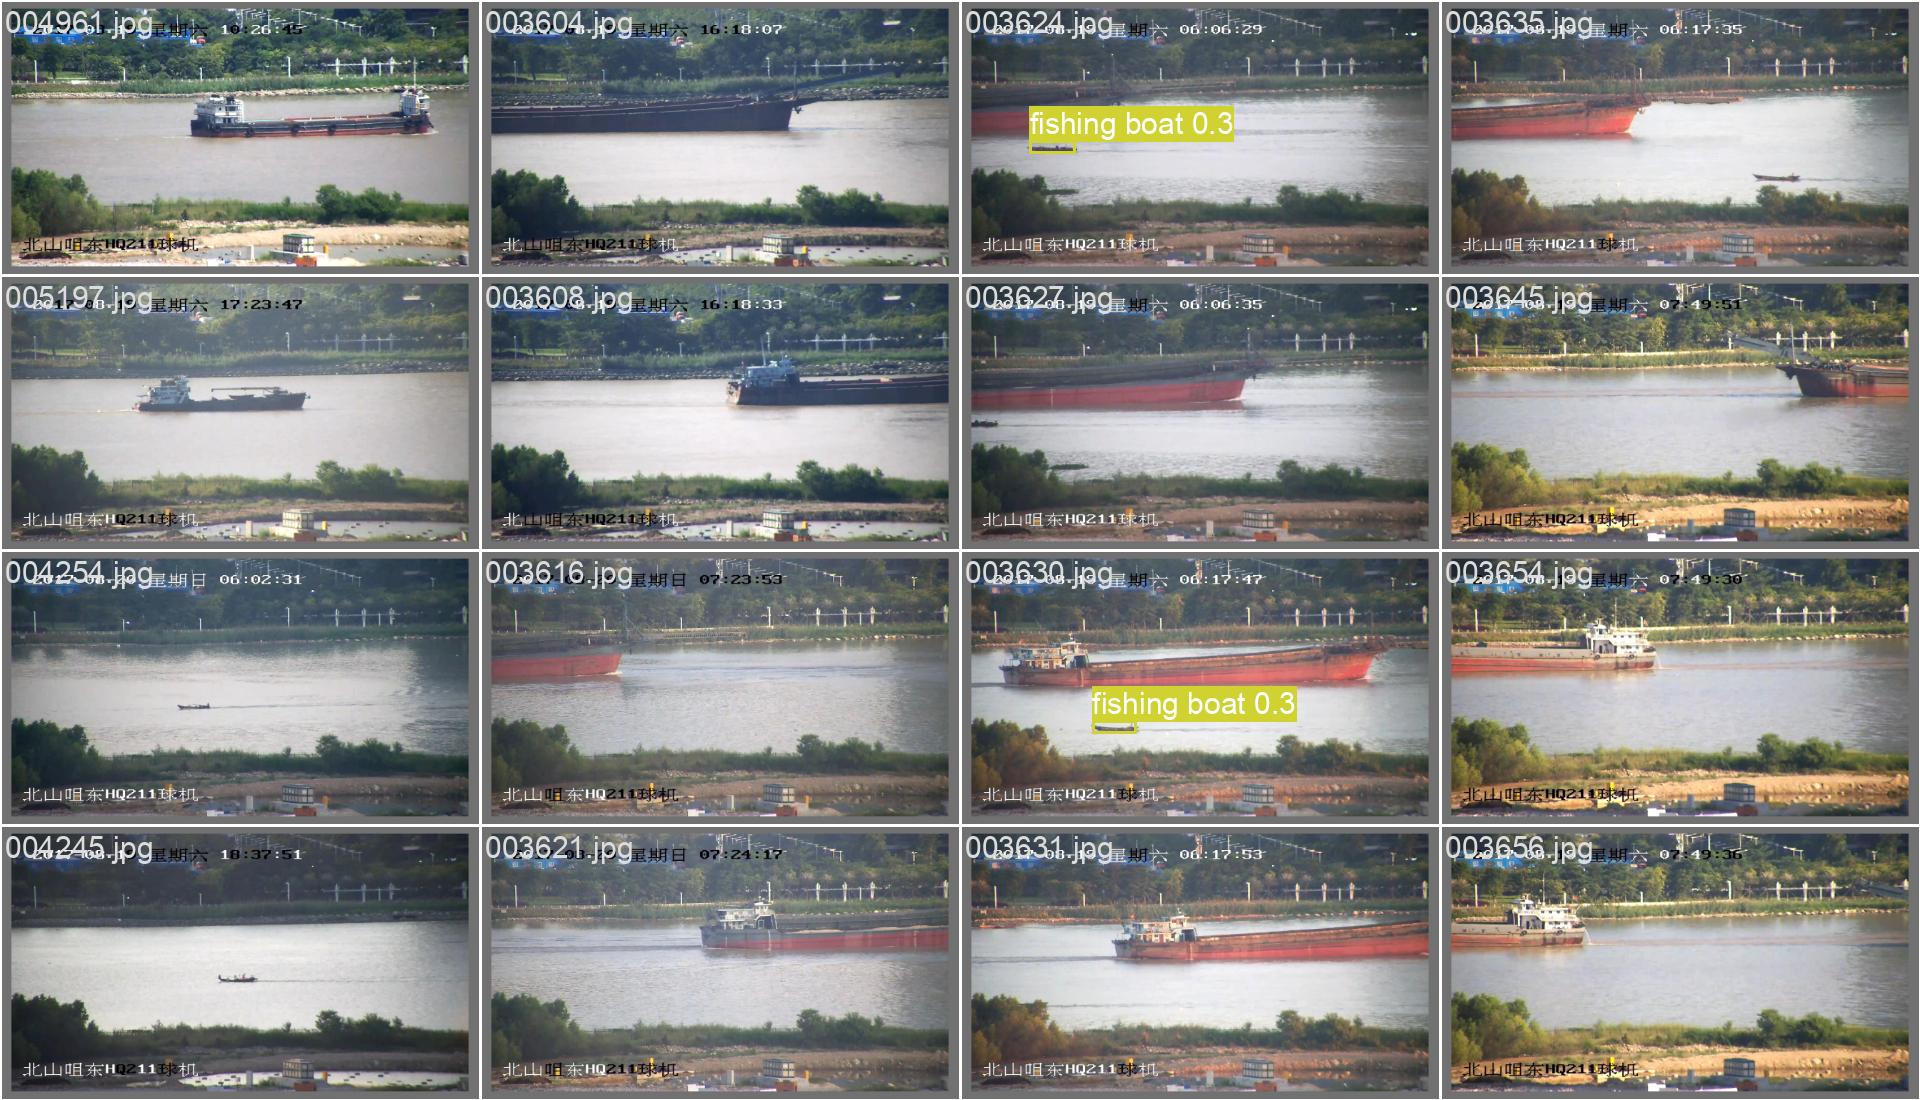 004961.jpg
星期六 10:26:45
北山咀东HQ211球机
003604.jpg
星期六 16:18:07
北山咀东HQ211球机
003624.jpg
星期六 06:06:29
fishing boat 0.3
北山咀东HQ211球机
003635.jpg
星期六 06:17:35
北山咀东HQ211球机
005197.jpg
星期六 17:23:47
北山咀东HQ211球机
003608.jpg
星期六 16:18:33
北山咀东HQ211球机
003627.jpg
星期六 06:06:35
北山咀东HQ211球机
003645.jpg
星期六 07:49:51
北山咀东HQ211球机
004254.jpg
星期日 06:02:31
北山咀东HQ211球机
003616.jpg
星期日 07:23:53
北山咀东HQ211球机
003630.jpg
星期六 06:17:47
fishing boat 0.3
北山咀东HQ211球机
003654.jpg
星期六 07:49:30
北山咀东HQ211球机
004245.jpg
星期六 18:37:51
北山咀东HQ211球机
003621.jpg
星期日 07:24:17
北山咀东HQ211球机
003631.jpg
星期六 06:17:53
北山咀东HQ211球机
003656.jpg
星期六 07:49:36
北山咀东HQ211球机